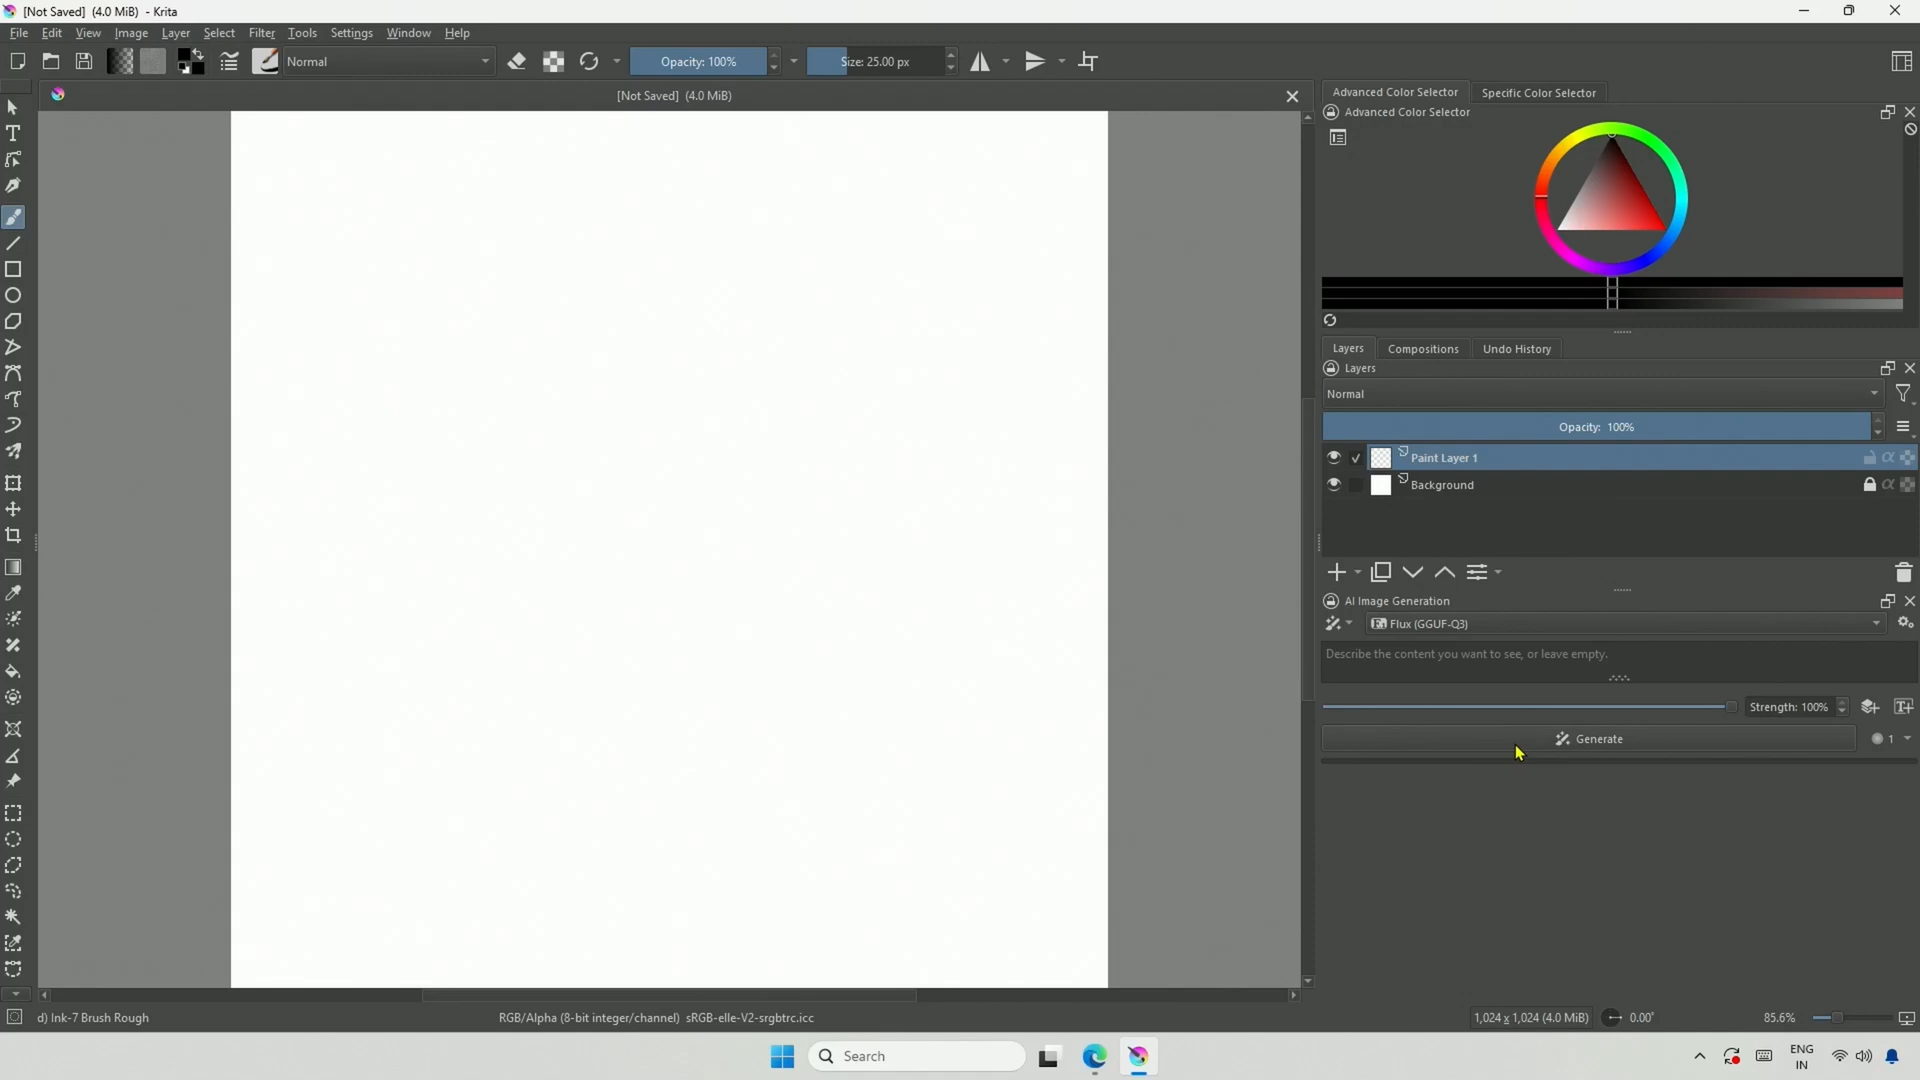 [Not Saved] (4.0 MiB) - Krita
File Edit View Image Layer Select Filter Tools Settings Window Help
Normal
Opacity: 100%
Size: 25.00 px
[Not Saved] (4.0 MiB)
Advanced Color Selector
Specific Color Selector
Advanced Color Selector
Layers
Compositions
Undo History
Layers
Normal
Opacity: 100%
Paint Layer 1
Background
AI Image Generation
Flux (GGUF-Q3)
Describe the content you want to see, or leave empty.
Strength: 100%
Generate
1
d) Ink-7 Brush Rough
RGB/Alpha (8-bit integer/channel) sRGB-elle-V2-srgbtrc.icc
1,024 x 1,024 (4.0 MiB)
0.00°
85.6%
Search
ENG
IN